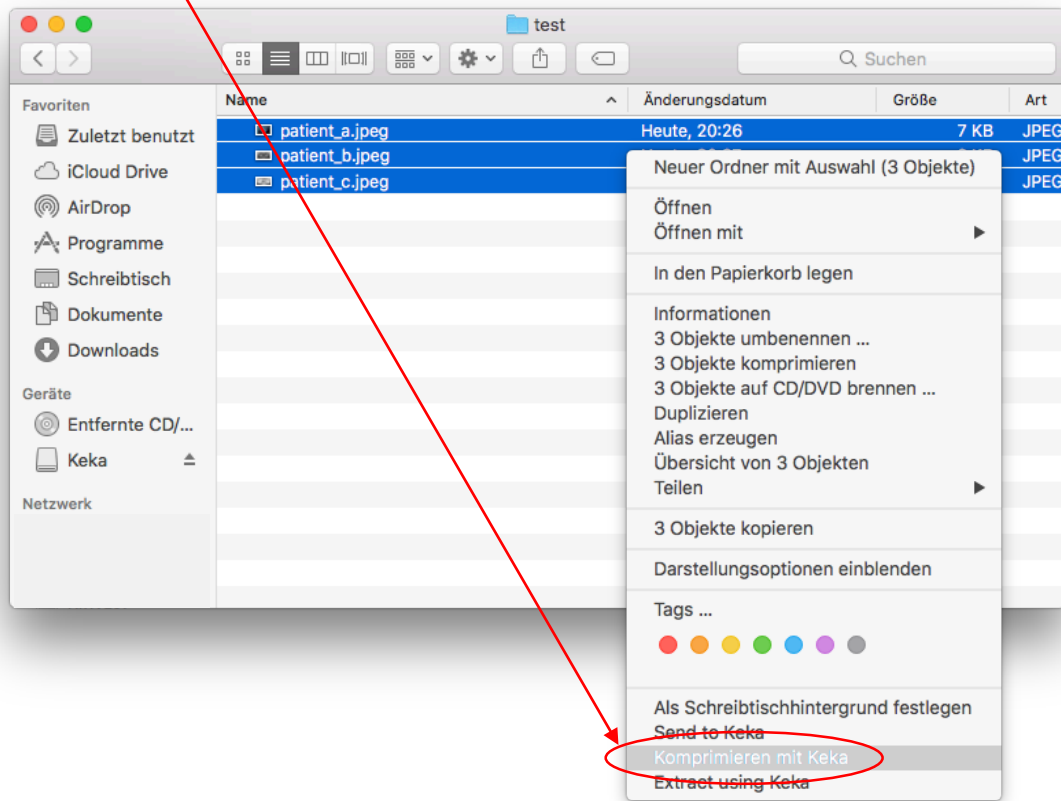 test
Suchen
Favoriten
Zuletzt benutzt
iCloud Drive
AirDrop
Programme
Schreibtisch
Dokumente
Downloads
Geräte
Entfernte CD/...
Keka
Netzwerk
Name Änderungsdatum Größe Art
patient_a.jpeg Heute, 20:26 7 KB JPEG
patient_b.jpeg JPEG
patient_c.jpeg JPEG
Neuer Ordner mit Auswahl (3 Objekte)
Öffnen
Öffnen mit
In den Papierkorb legen
Informationen
3 Objekte umbenennen ...
3 Objekte komprimieren
3 Objekte auf CD/DVD brennen ...
Duplizieren
Alias erzeugen
Übersicht von 3 Objekten
Teilen
3 Objekte kopieren
Darstellungsoptionen einblenden
Tags ...
Als Schreibtischhintergrund festlegen
Send to Keka
Komprimieren mit Keka
Extract using Keka